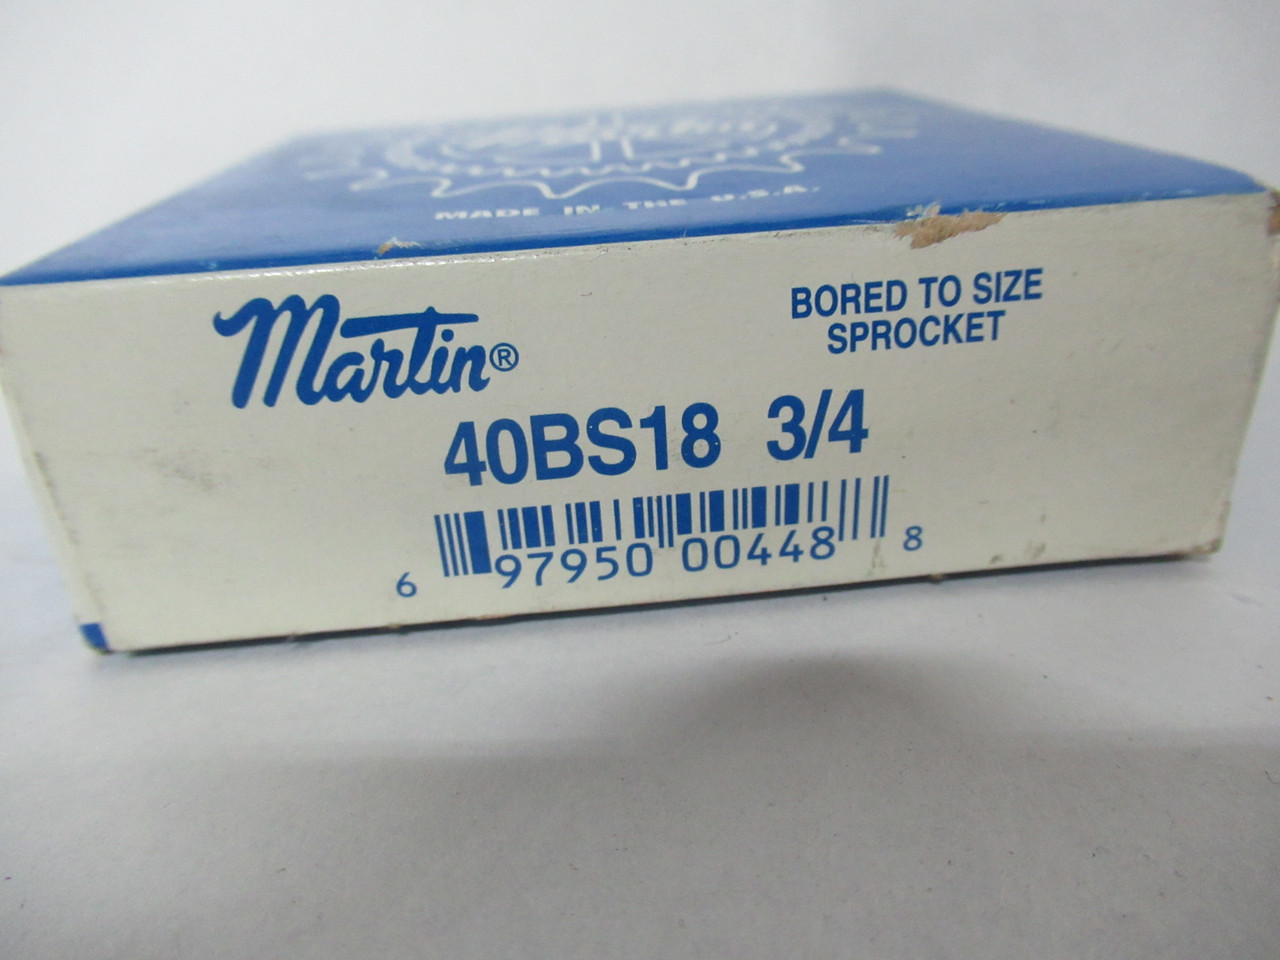 MADE IN THE U.S.A.
Martin®
BORED TO SIZE
SPROCKET
40BS18 3/4
6 97950 00448 8